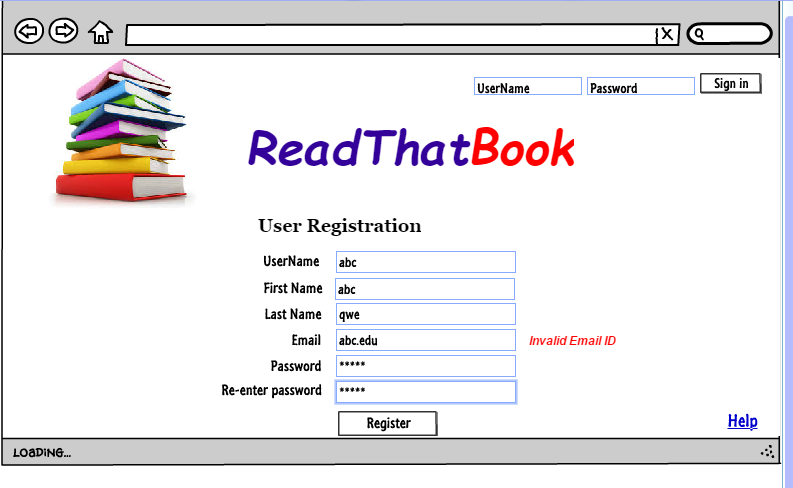 UserName Password Sign in
ReadThatBook
User Registration
UserName abc
First Name abc
Last Name qwe
Email abc.edu Invalid Email ID
Password *****
Re-enter password *****
Register
Help
LOADING...